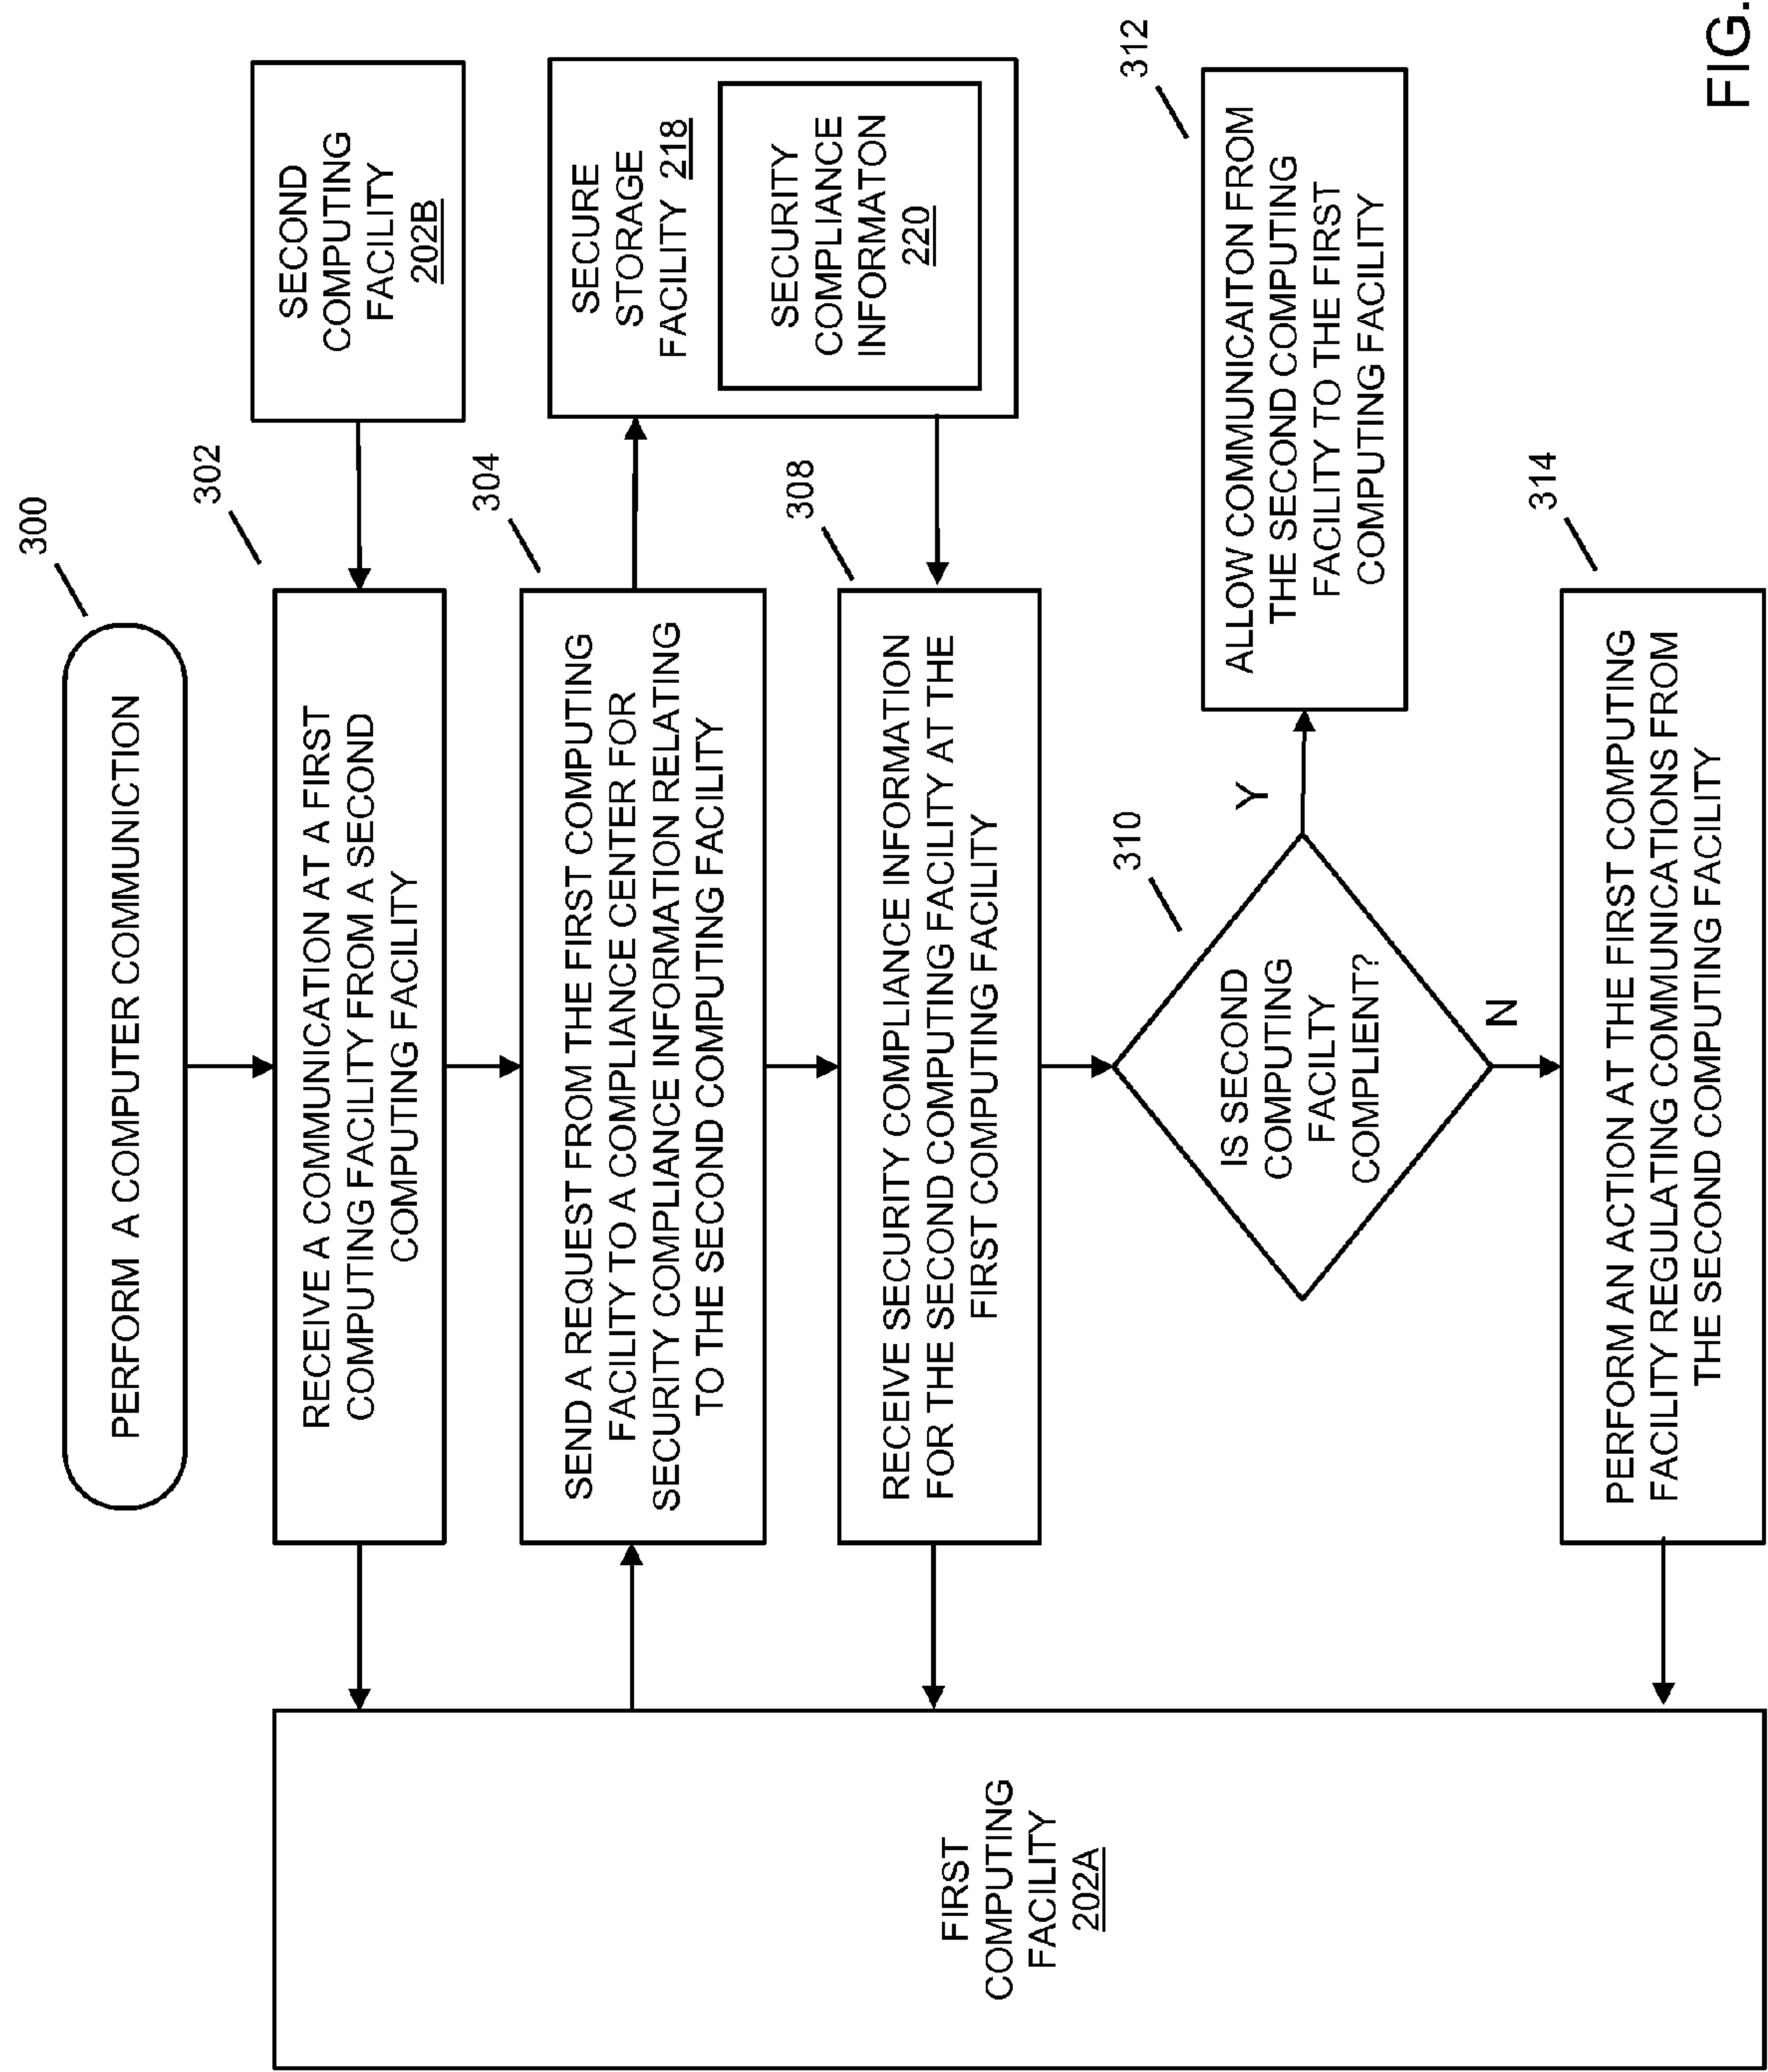 300
PERFORM A COMPUTER COMMUNICTION
302
RECEIVE A COMMUNICATION AT A FIRST
COMPUTING FACILITY FROM A SECOND
COMPUTING FACILITY
SECOND
COMPUTING
FACILITY
202B
304
SEND A REQUEST FROM THE FIRST COMPUTING
FACILITY TO A COMPLIANCE CENTER FOR
SECURITY COMPLIANCE INFORMATION RELATING
TO THE SECOND COMPUTING FACILITY
SECURE
STORAGE
FACILITY 218
SECURITY
COMPLIANCE
INFORMATON
220
308
RECEIVE SECURITY COMPLIANCE INFORMATION
FOR THE SECOND COMPUTING FACILITY AT THE
FIRST COMPUTING FACILITY
FIRST
COMPUTING
FACILITY
202A
310
IS SECOND
COMPUTING
FACILTY
COMPLIENT?
Y
N
312
ALLOW COMMUNICAITON FROM
THE SECOND COMPUTING
FACILITY TO THE FIRST
COMPUTING FACILITY
314
PERFORM AN ACTION AT THE FIRST COMPUTING
FACILITY REGULATING COMMUNICATIONS FROM
THE SECOND COMPUTING FACILITY
FIG.